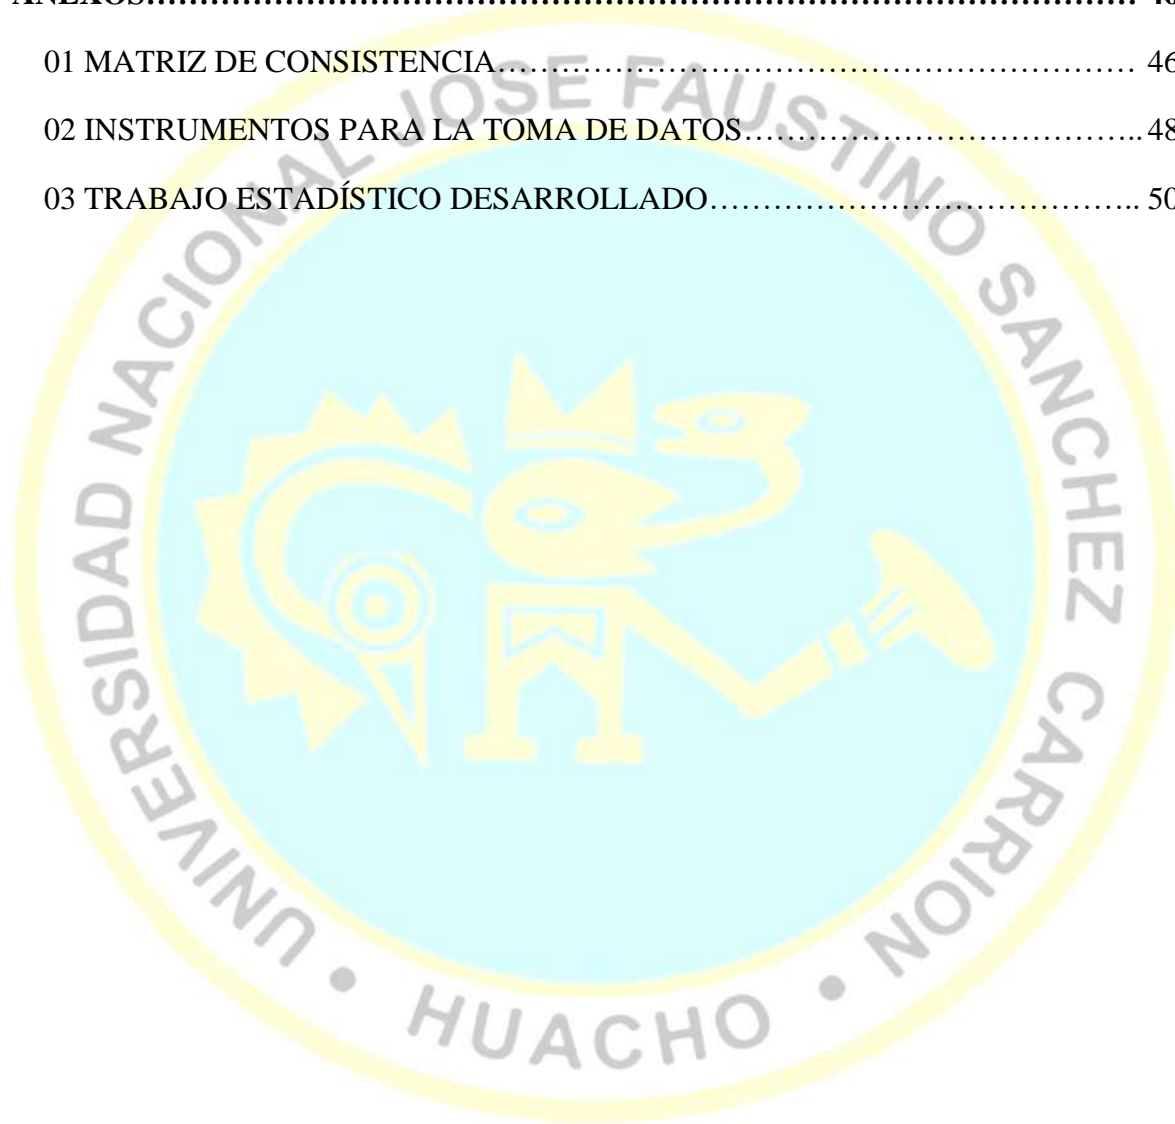 ANEXOS…………………………………………………………………………………
01 MATRIZ DE CONSISTENCIA……………………………………………………… 46
02 INSTRUMENTOS PARA LA TOMA DE DATOS……………………………….. 48
03 TRABAJO ESTADÍSTICO DESARROLLADO………………………………….. 50
UNIVERSIDAD NACIONAL JOSE FAUSTINO SANCHEZ CARRION
• HUACHO •